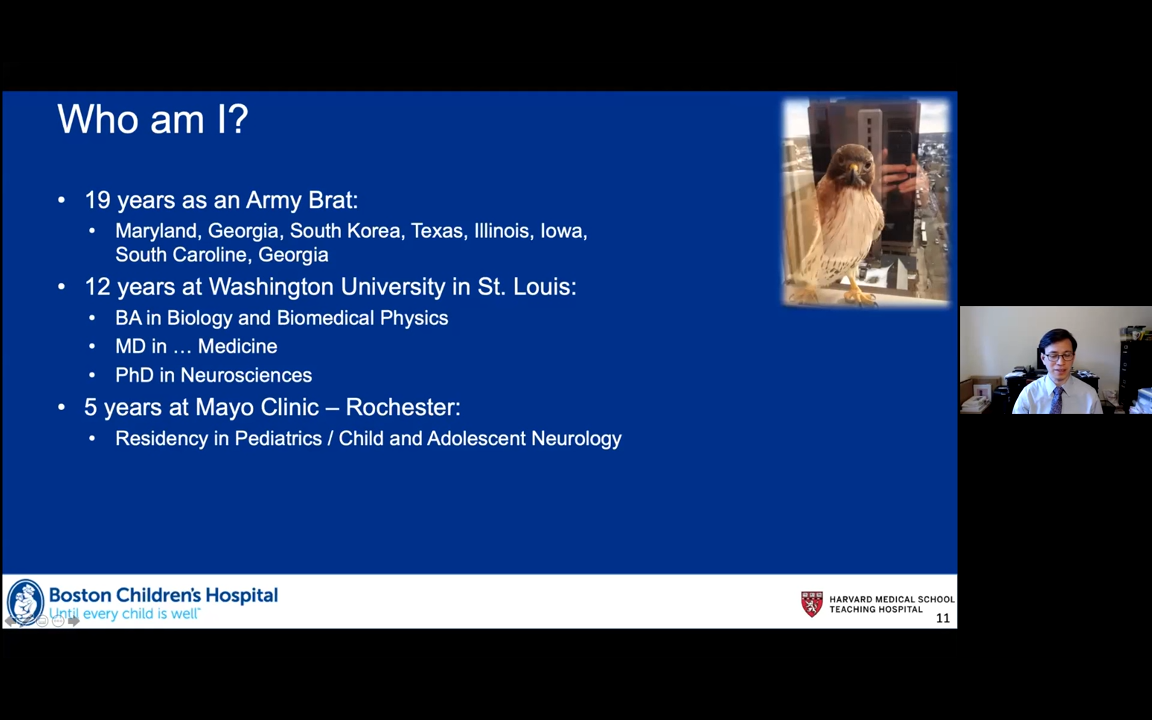 Who am I?
• 19 years as an Army Brat:
• Maryland, Georgia, South Korea, Texas, Illinois, Iowa,
South Caroline, Georgia
• 12 years at Washington University in St. Louis:
• BA in Biology and Biomedical Physics
• MD in … Medicine
• PhD in Neurosciences
• 5 years at Mayo Clinic – Rochester:
• Residency in Pediatrics / Child and Adolescent Neurology
Boston Children's Hospital
Until every child is well™
HARVARD MEDICAL SCHOOL
TEACHING HOSPITAL
11